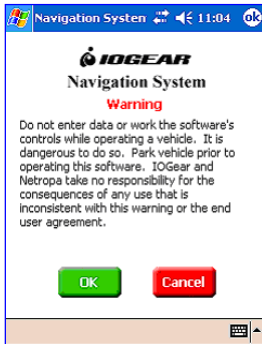 Navigation System 11:04 ok
IOGEAR
Navigation System
Warning
Do not enter data or work the software's
controls while operating a vehicle. It is
dangerous to do so. Park vehicle prior to
operating this software. IOGear and
Netropa take no responsibility for the
consequences of any use that is
inconsistent with this warning or the end
user agreement.
OK Cancel